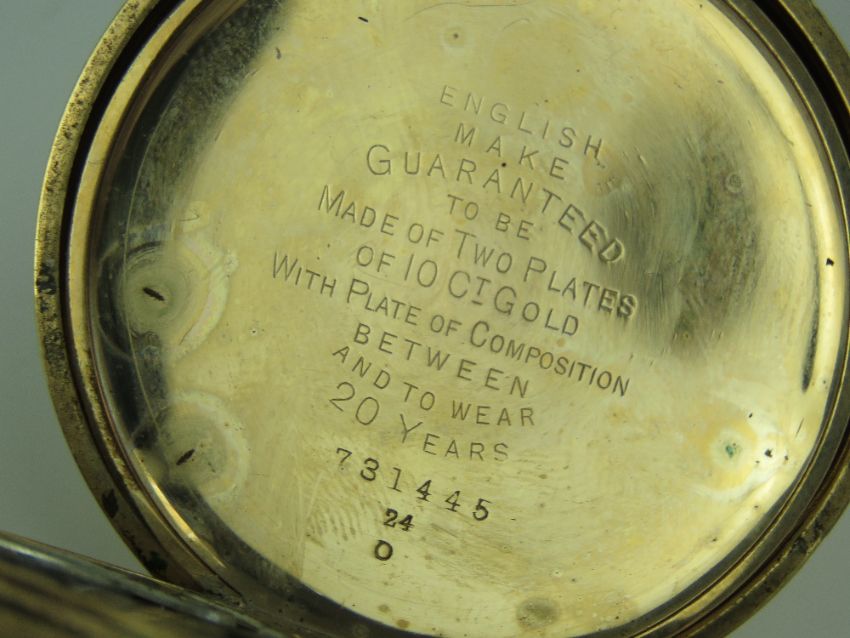 ENGLISH
MAKE
GUARANTEED
TO BE
MADE OF TWO PLATES
OF 10 CT GOLD
WITH PLATE OF COMPOSITION
BETWEEN
AND TO WEAR
20 YEARS
731445
24
O